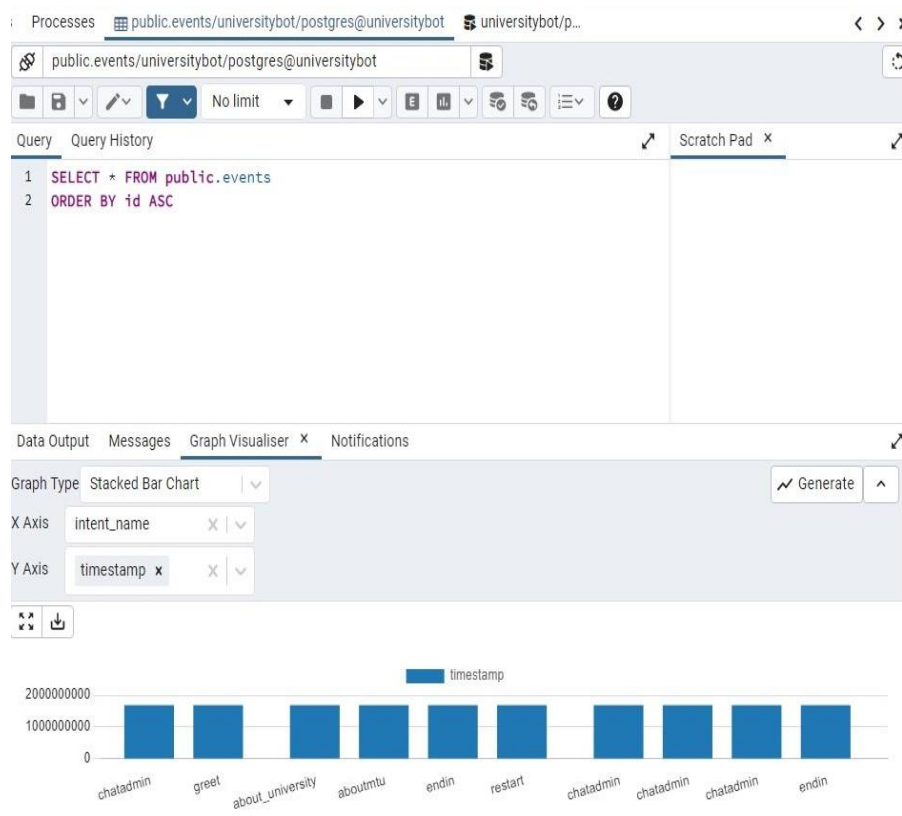 Processes public.events/universitybot/postgres@universitybot universitybot/p...
public.events/universitybot/postgres@universitybot
No limit E
Query Query History Scratch Pad
1 SELECT * FROM public.events
2 ORDER BY id ASC
Data Output Messages Graph Visualiser Notifications
Graph Type Stacked Bar Chart Generate
X Axis intent_name
Y Axis timestamp
timestamp
2000000000
1000000000
0
chatadmin greet about_university aboutmtu endin restart chatadmin chatadmin chatadmin endin